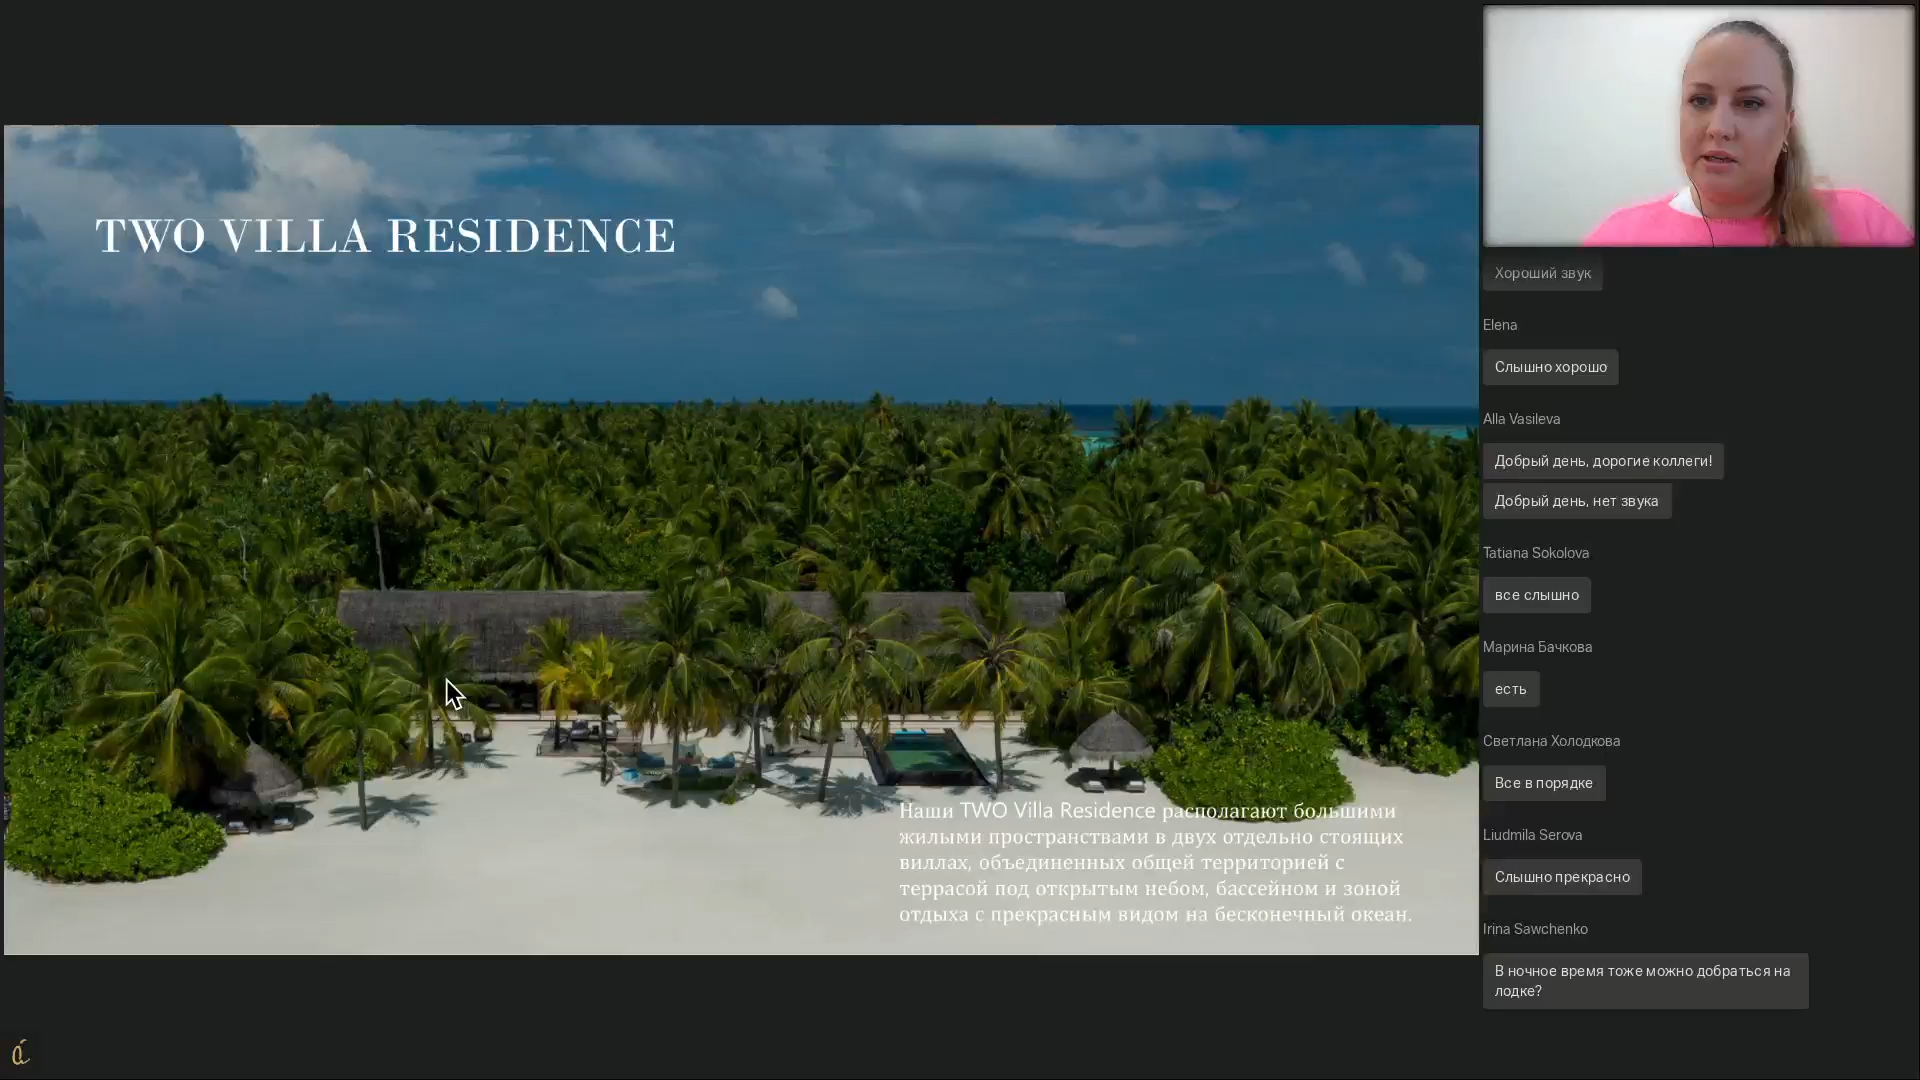 TWO VILLA RESIDENCE
Наши TWO Villa Residence располагают большими
жилыми пространствами в двух отдельно стоящих
виллах, объединенных общей территорией с
террасой под открытым небом, бассейном и зоной
отдыха с прекрасным видом на бесконечный океан.
Хороший звук
Elena
Слышно хорошо
Alla Vasileva
Добрый день, дорогие коллеги!
Добрый день, нет звука
Tatiana Sokolova
все слышно
Марина Бачкова
есть
Светлана Холодкова
Все в порядке
Liudmila Serova
Слышно прекрасно
Irina Sawchenko
В ночное время тоже можно добраться на
лодке?
á